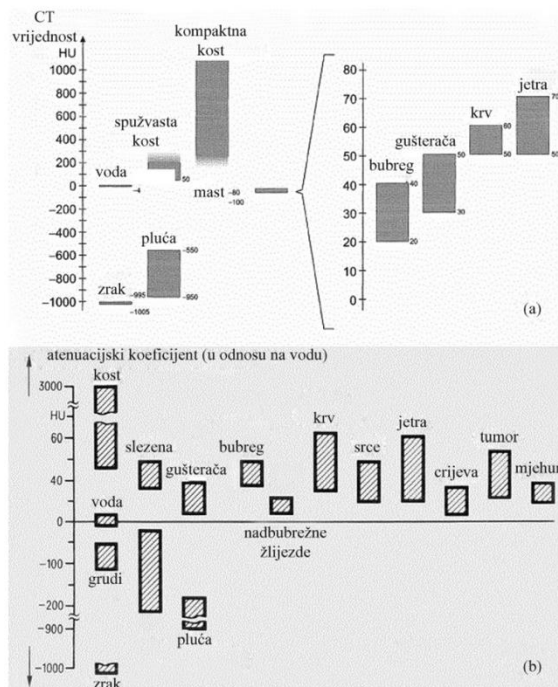 CT
vrijednost
HU
1000
800
600
400
200
0
-200
-400
-600
-800
-1000
kompaktna
kost
spužvasta
kost
50
voda
-4
mast
-80
-100
pluća
-550
-950
zrak
-995
-1005
80
70
60
50
40
30
20
10
0
jetra
70
50
krv
60
50
gušterača
50
30
bubreg
40
20
(a)
atenuacijski koeficijent (u odnosu na vodu)
3000
HU
60
40
0
-100
-200
-900
-1000
kost
slezena
gušterača
bubreg
krv
srce
jetra
crijeva
tumor
mjehur
voda
nadbubrežne
žlijezde
grudi
pluća
zrak
(b)